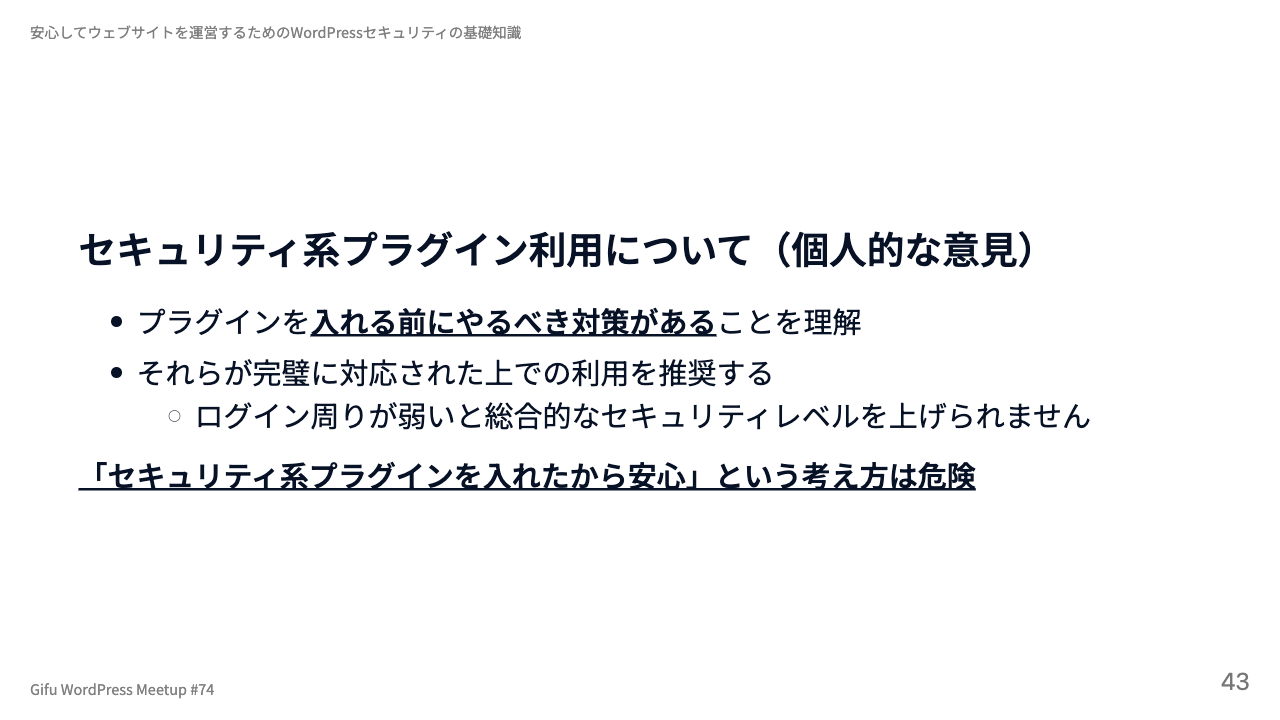 安心してウェブサイトを運営するためのWordPressセキュリティの基礎知識
セキュリティ系プラグイン利用について（個人的な意見）
プラグインを入れる前にやるべき対策があることを理解
それらが完璧に対応された上での利用を推奨する
ログイン周りが弱いと総合的なセキュリティレベルを上げられません
「セキュリティ系プラグインを入れたから安心」という考え方は危険
Gifu WordPress Meetup #74
43